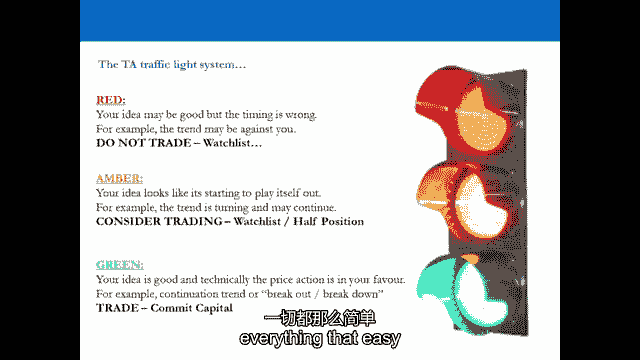 The TA traffic light system…
RED:
Your idea may be good but the timing is wrong.
For example, the trend may be against you.
DO NOT TRADE – Watchlist…
AMBER:
Your idea looks like its starting to play itself out.
For example, the trend is turning and may continue.
CONSIDER TRADING – Watchlist / Half Position
GREEN:
Your idea is good and technically the price action is in your favour.
For example, continuation trend or “break out / break down”
TRADE – Commit Capital
一切都那么简单
everything that easy